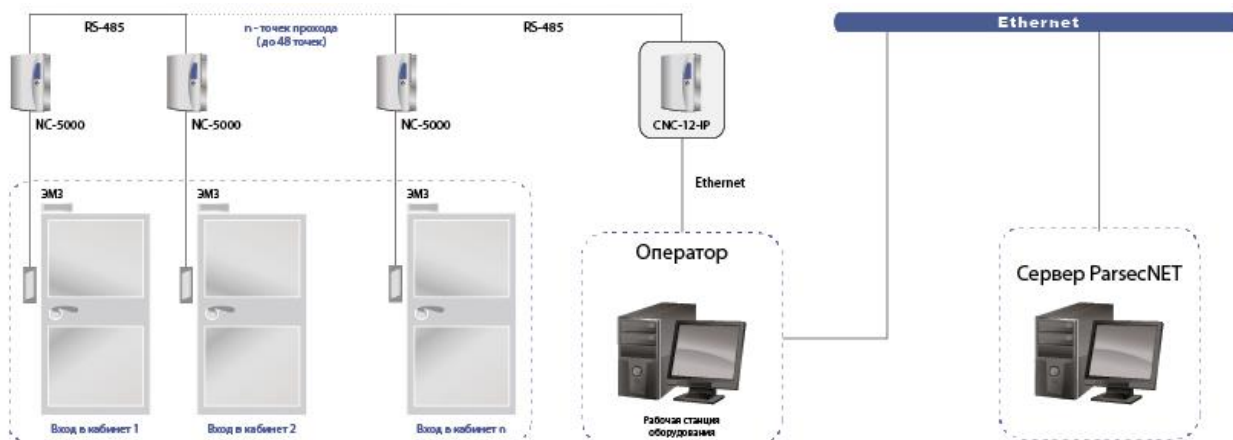 RS-485
n - точек прохода
(до 48 точек)
RS-485
Ethernet
NC-5000
NC-5000
NC-5000
CNC-12-IP
Ethernet
ЭМЗ
ЭМЗ
ЭМЗ
Оператор
Сервер ParsecNET
Вход в кабинет 1
Вход в кабинет 2
Вход в кабинет n
Рабочая станция
оборудования